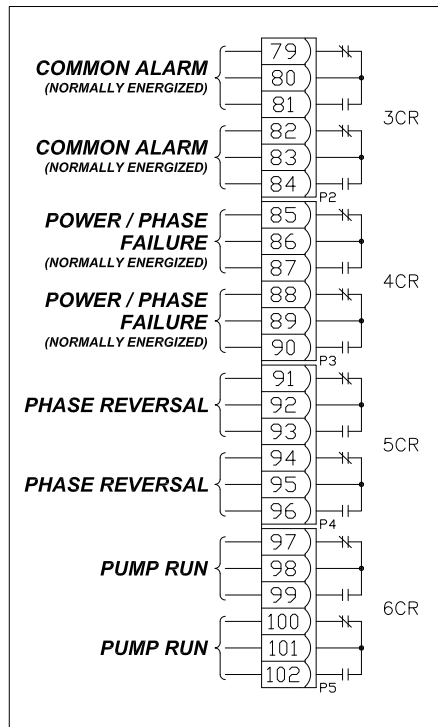 COMMON ALARM
(NORMALLY ENERGIZED)
79
80
81
3CR
COMMON ALARM
(NORMALLY ENERGIZED)
82
83
84
P2
POWER / PHASE
FAILURE
(NORMALLY ENERGIZED)
85
86
87
4CR
POWER / PHASE
FAILURE
(NORMALLY ENERGIZED)
88
89
90
P3
PHASE REVERSAL
91
92
93
5CR
PHASE REVERSAL
94
95
96
P4
PUMP RUN
97
98
99
6CR
PUMP RUN
100
101
102
P5